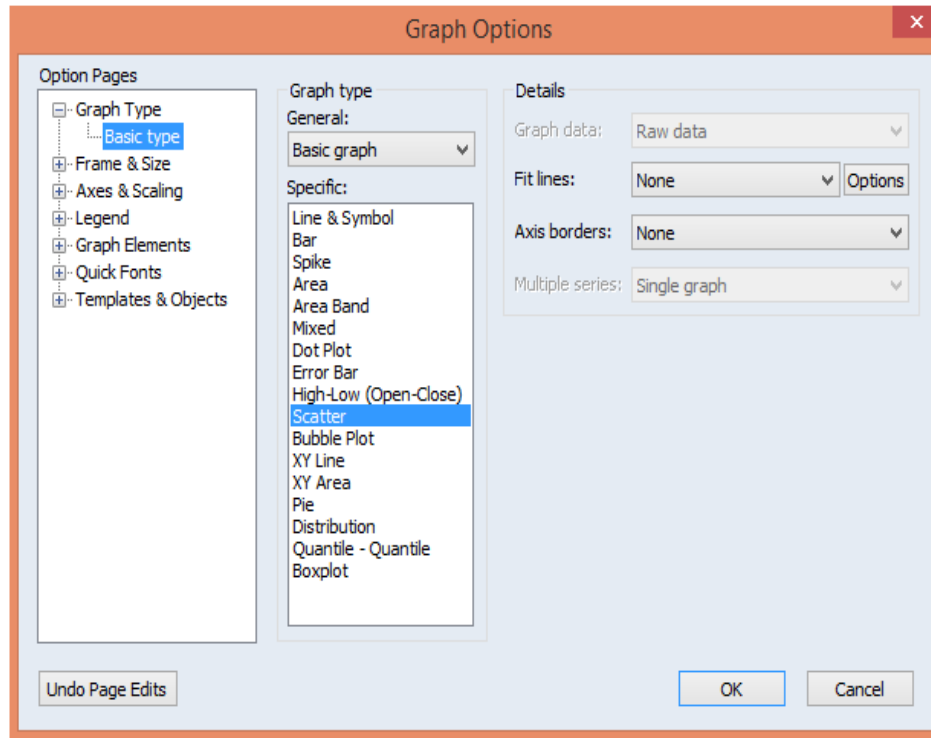 Graph Options
Option Pages
Graph Type
Basic type
Frame & Size
Axes & Scaling
Legend
Graph Elements
Quick Fonts
Templates & Objects
Graph type
General:
Basic graph
Specific:
Line & Symbol
Bar
Spike
Area
Area Band
Mixed
Dot Plot
Error Bar
High-Low (Open-Close)
Scatter
Bubble Plot
XY Line
XY Area
Pie
Distribution
Quantile - Quantile
Boxplot
Details
Graph data: Raw data
Fit lines: None Options
Axis borders: None
Multiple series: Single graph
Undo Page Edits
OK
Cancel